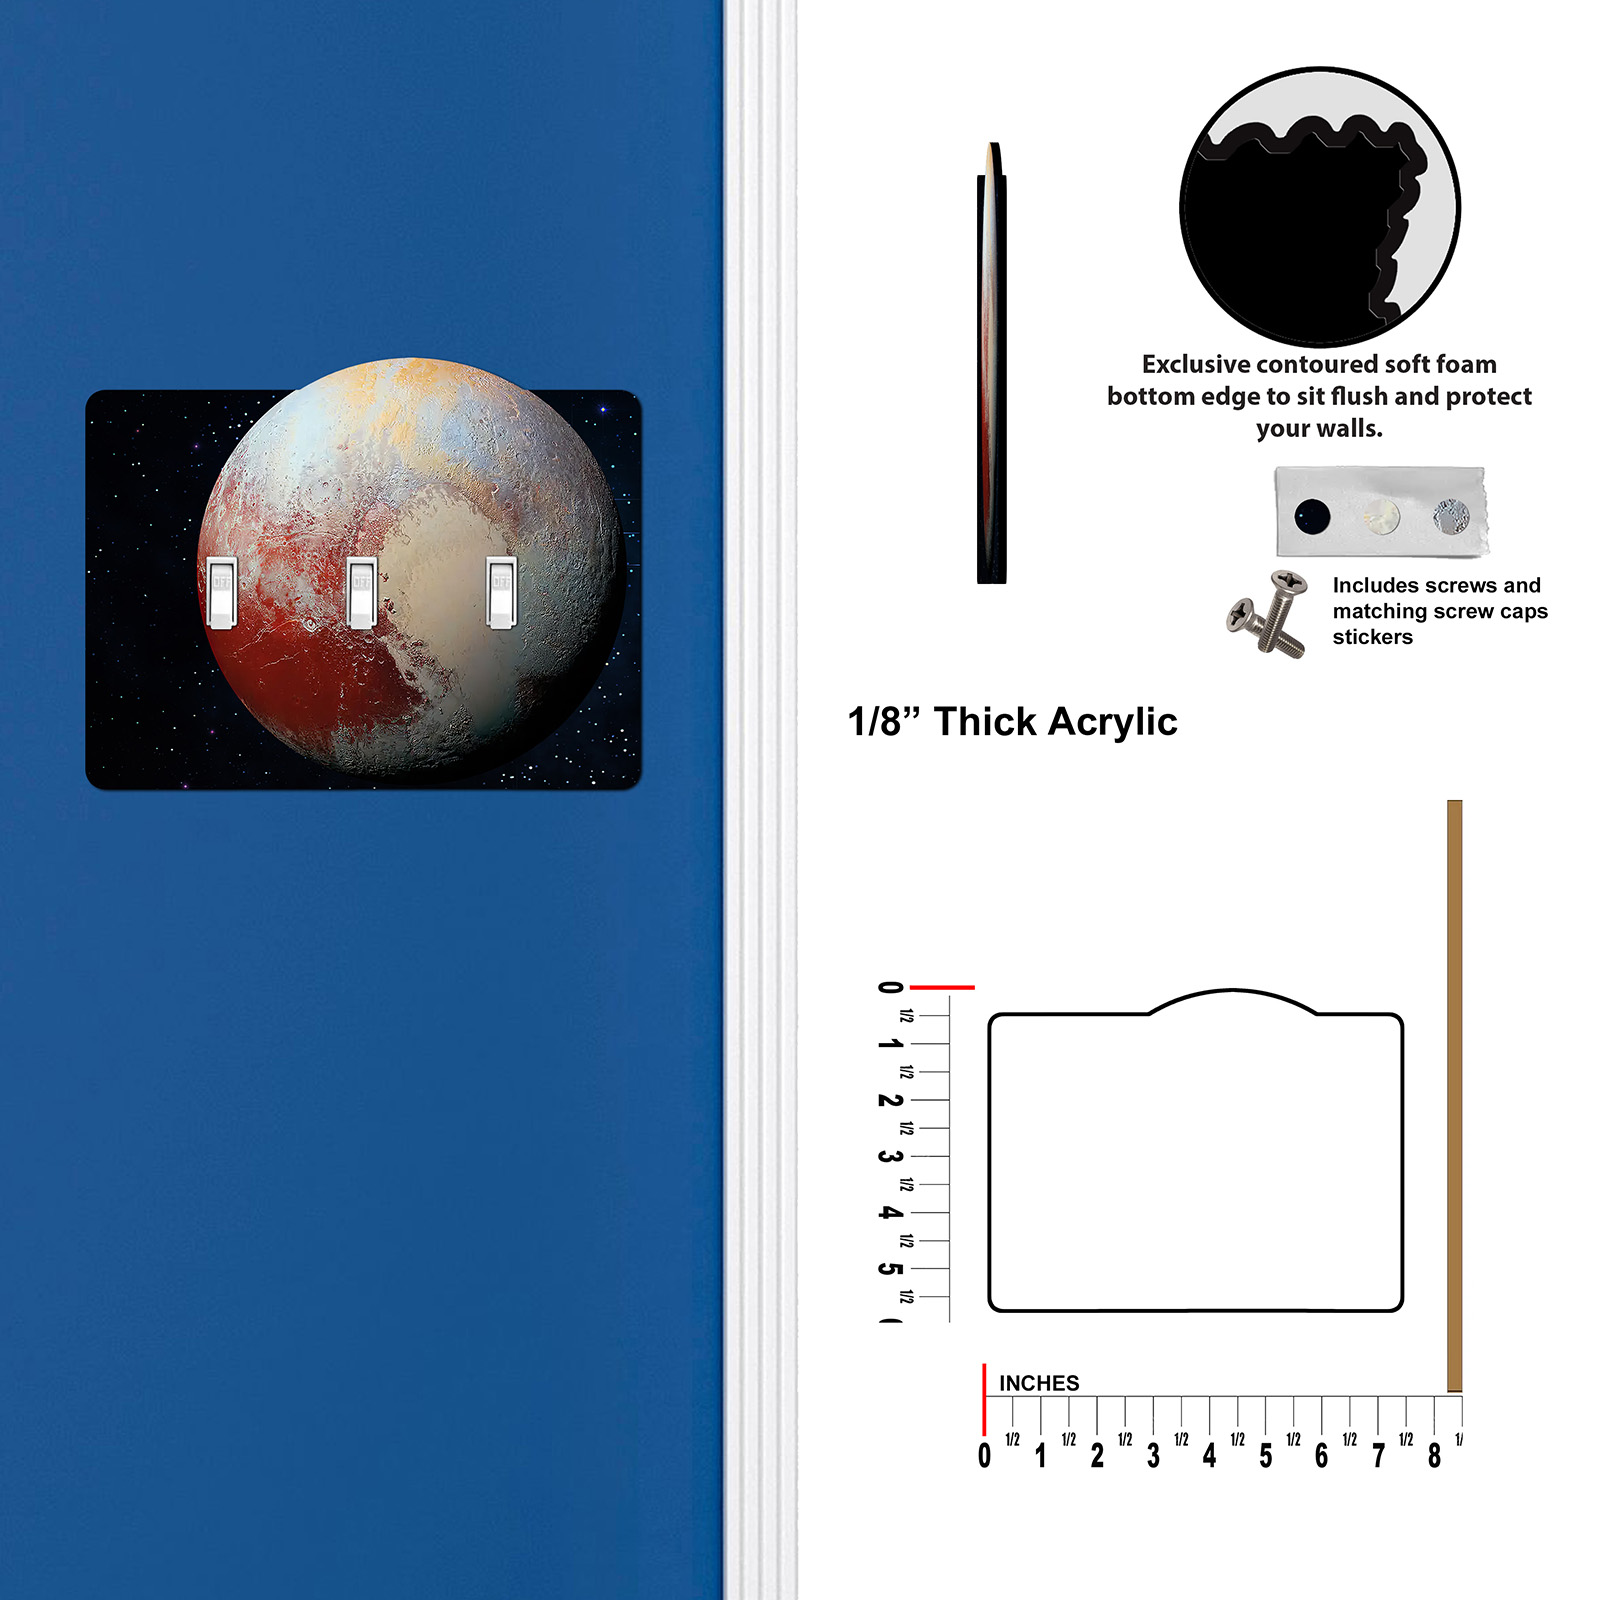 OFF OFF OFF
Exclusive contoured soft foam
bottom edge to sit flush and protect
your walls.
Includes screws and
matching screw caps
stickers
1/8” Thick Acrylic
0
1/2
1
1/2
2
1/2
3
1/2
4
1/2
5
1/2
INCHES
0 1/2 1 1/2 2 1/2 3 1/2 4 1/2 5 1/2 6 1/2 7 1/2 8 1/